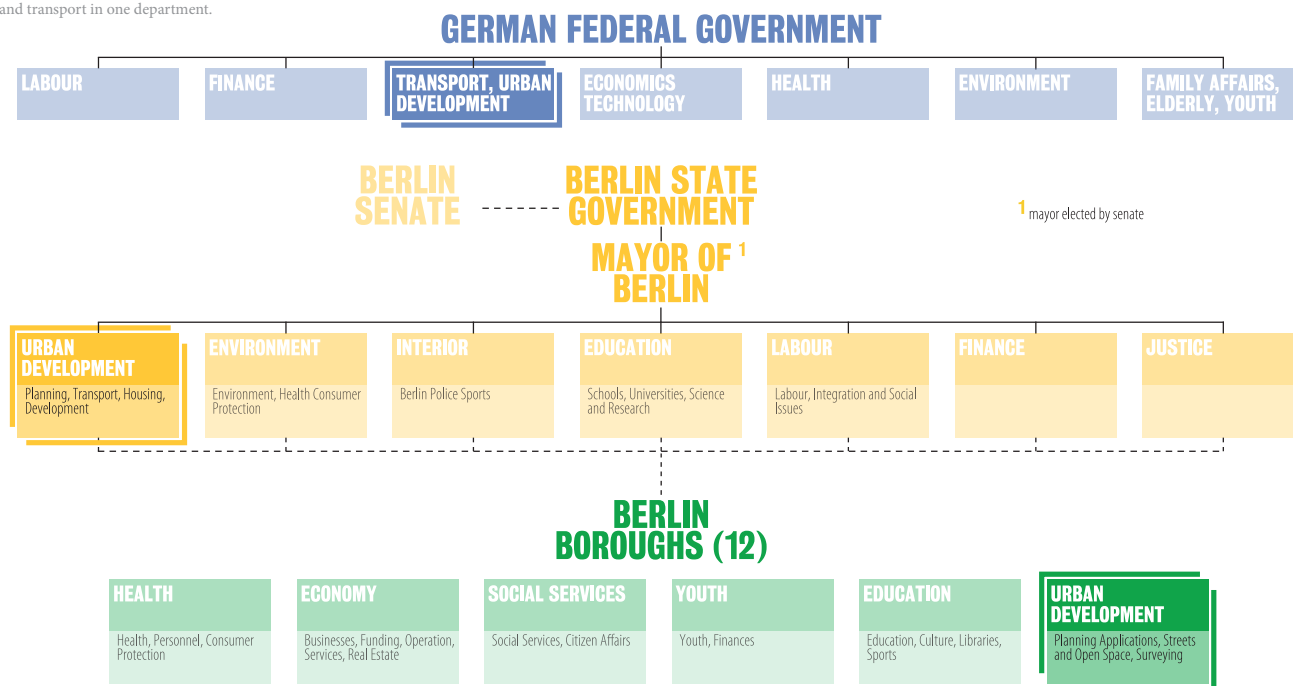 and transport in one department.
GERMAN FEDERAL GOVERNMENT
LABOUR
FINANCE
TRANSPORT, URBAN
DEVELOPMENT
ECONOMICS
TECHNOLOGY
HEALTH
ENVIRONMENT
FAMILY AFFAIRS,
ELDERLY, YOUTH
BERLIN
SENATE
BERLIN STATE
GOVERNMENT
1 mayor elected by senate
MAYOR OF 1
BERLIN
URBAN
DEVELOPMENT
Planning, Transport, Housing,
Development
ENVIRONMENT
Environment, Health Consumer
Protection
INTERIOR
Berlin Police Sports
EDUCATION
Schools, Universities, Science
and Research
LABOUR
Labour, Integration and Social
Issues
FINANCE
JUSTICE
BERLIN
BOROUGHS (12)
HEALTH
Health, Personnel, Consumer
Protection
ECONOMY
Businesses, Funding, Operation,
Services, Real Estate
SOCIAL SERVICES
Social Services, Citizen Affairs
YOUTH
Youth, Finances
EDUCATION
Education, Culture, Libraries,
Sports
URBAN
DEVELOPMENT
Planning Applications, Streets
and Open Space, Surveying